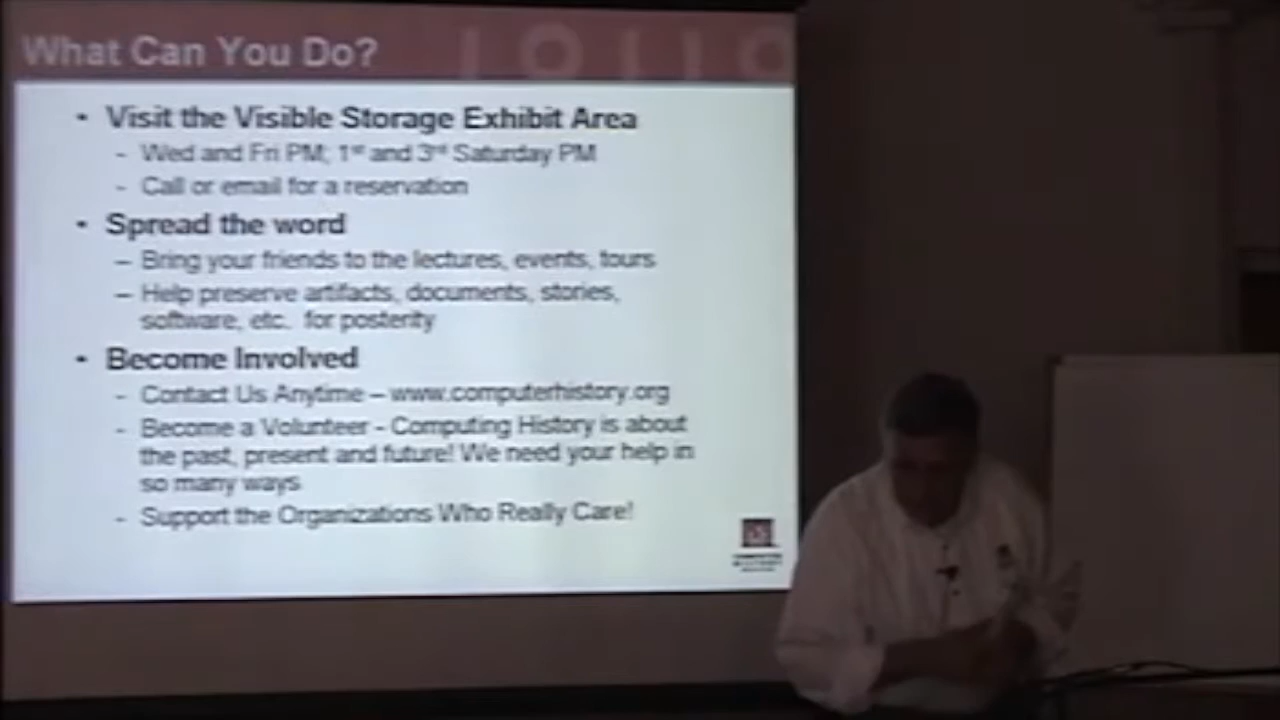 What Can You Do?
• Visit the Visible Storage Exhibit Area
- Wed and Fri PM; 1st and 3rd Saturday PM
- Call or email for a reservation
• Spread the word
– Bring your friends to the lectures, events, tours
– Help preserve artifacts, documents, stories,
software, etc. for posterity
• Become Involved
- Contact Us Anytime – www.computerhistory.org
- Become a Volunteer - Computing History is about
the past, present and future! We need your help in
so many ways
- Support the Organizations Who Really Care!